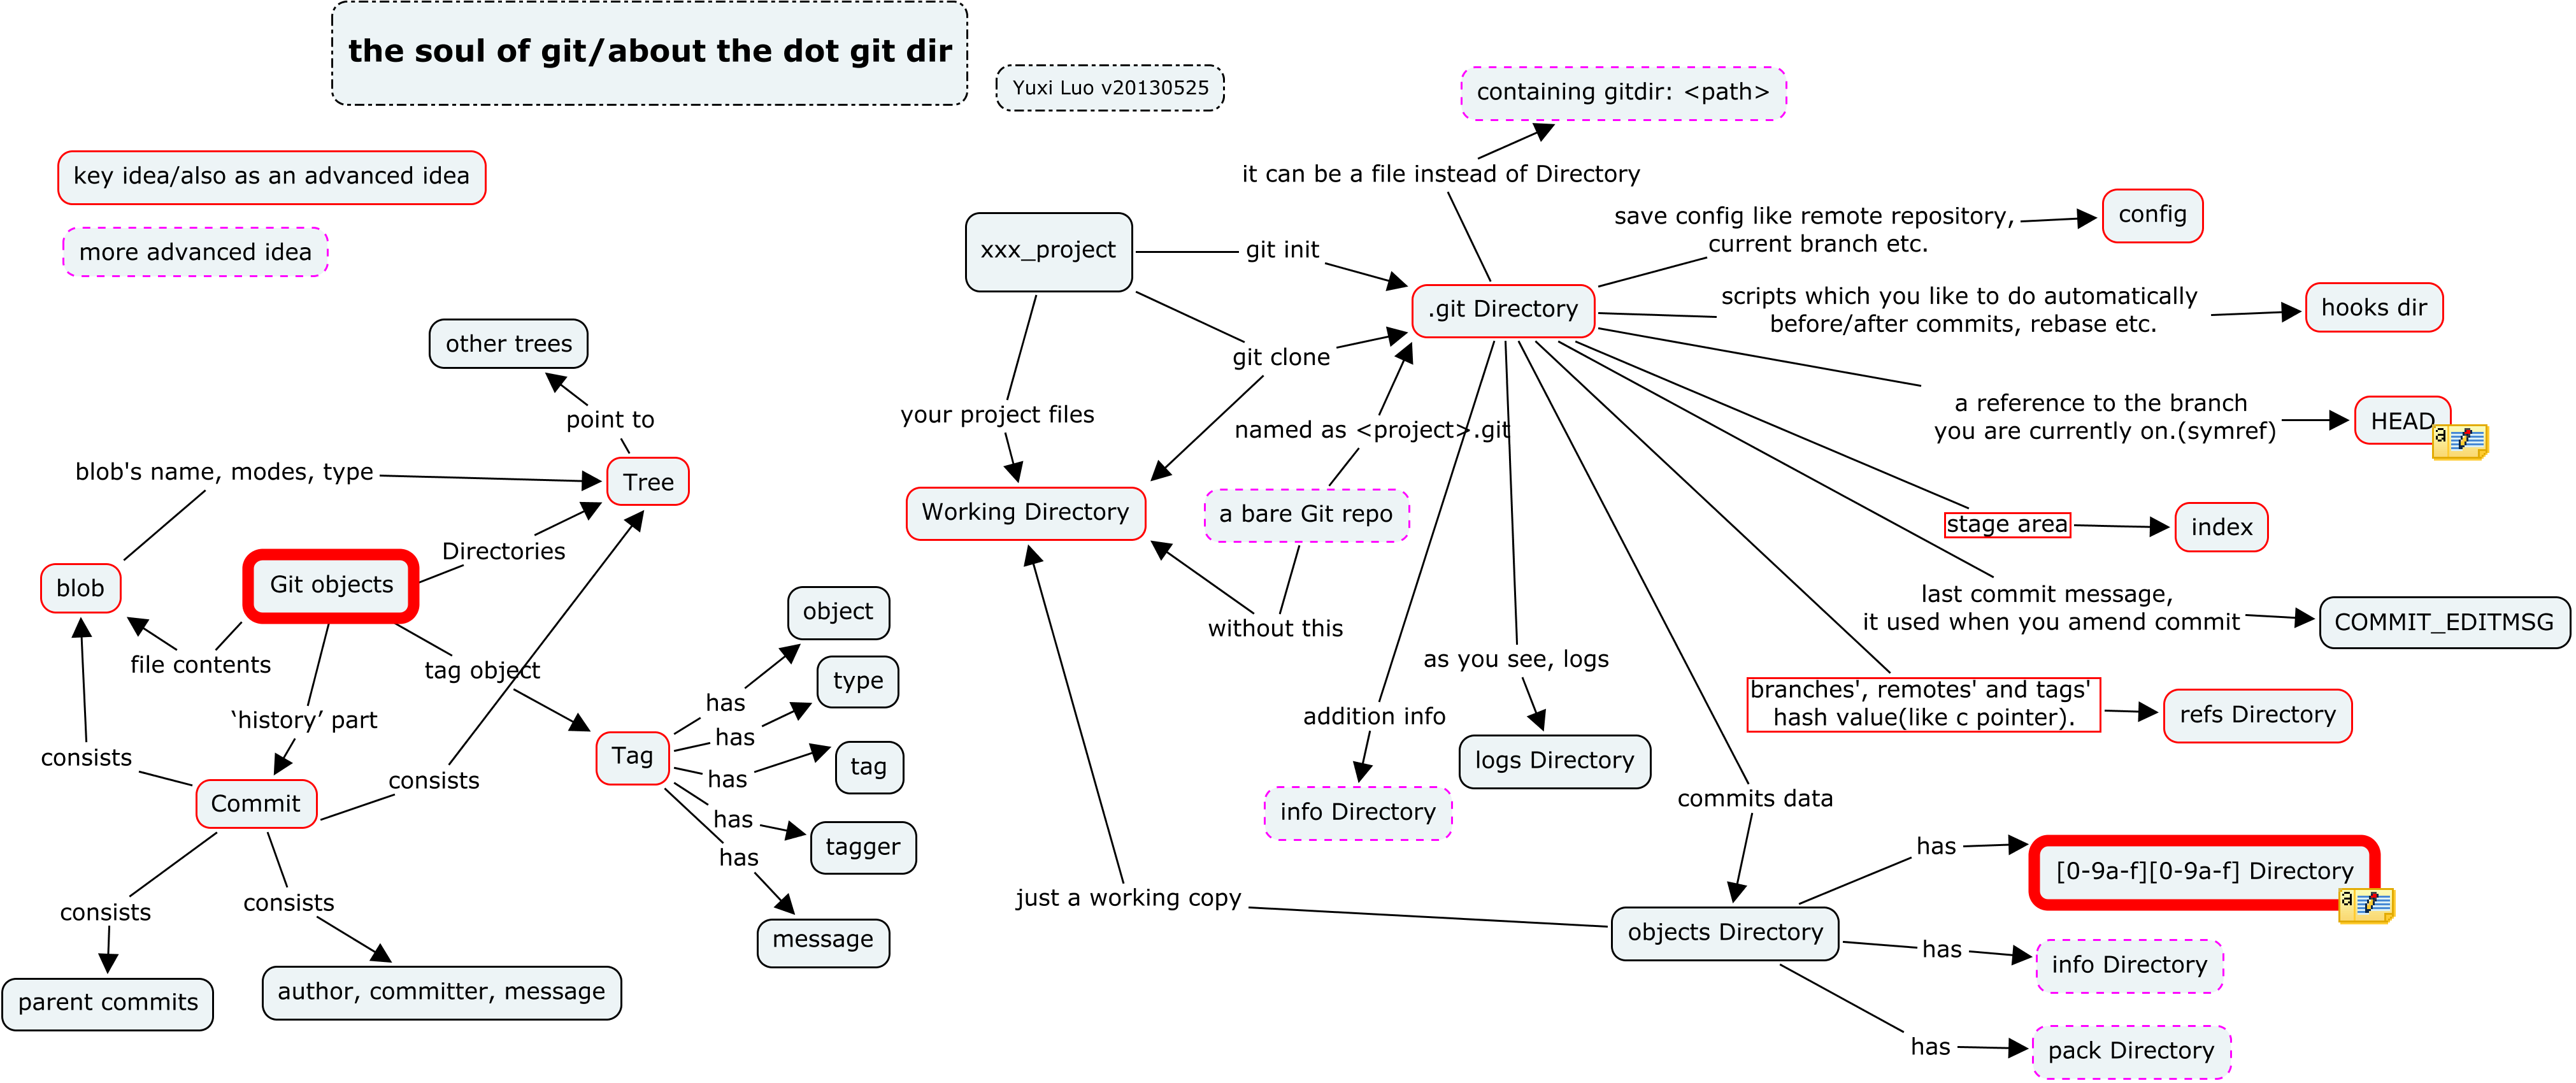 the soul of git/about the dot git dir
Yuxi Luo v20130525
containing gitdir: <path>
key idea/also as an advanced idea
more advanced idea
it can be a file instead of Directory
xxx_project
git init
save config like remote repository,
current branch etc.
config
.git Directory
scripts which you like to do automatically
before/after commits, rebase etc.
hooks dir
other trees
git clone
point to
your project files
named as <project>.git
a reference to the branch
you are currently on.(symref)
HEAD
a
blob's name, modes, type
Tree
Working Directory
a bare Git repo
stage area
index
Directories
blob
Git objects
object
without this
last commit message,
it used when you amend commit
COMMIT_EDITMSG
file contents
tag object
as you see, logs
type
has
branches', remotes' and tags'
hash value(like c pointer).
refs Directory
‘history’ part
addition info
has
consists
Tag
tag
logs Directory
consists
has
Commit
info Directory
commits data
has
tagger
has
[0-9a-f][0-9a-f] Directory
a
has
just a working copy
consists
consists
message
objects Directory
has
info Directory
parent commits
author, committer, message
has
pack Directory